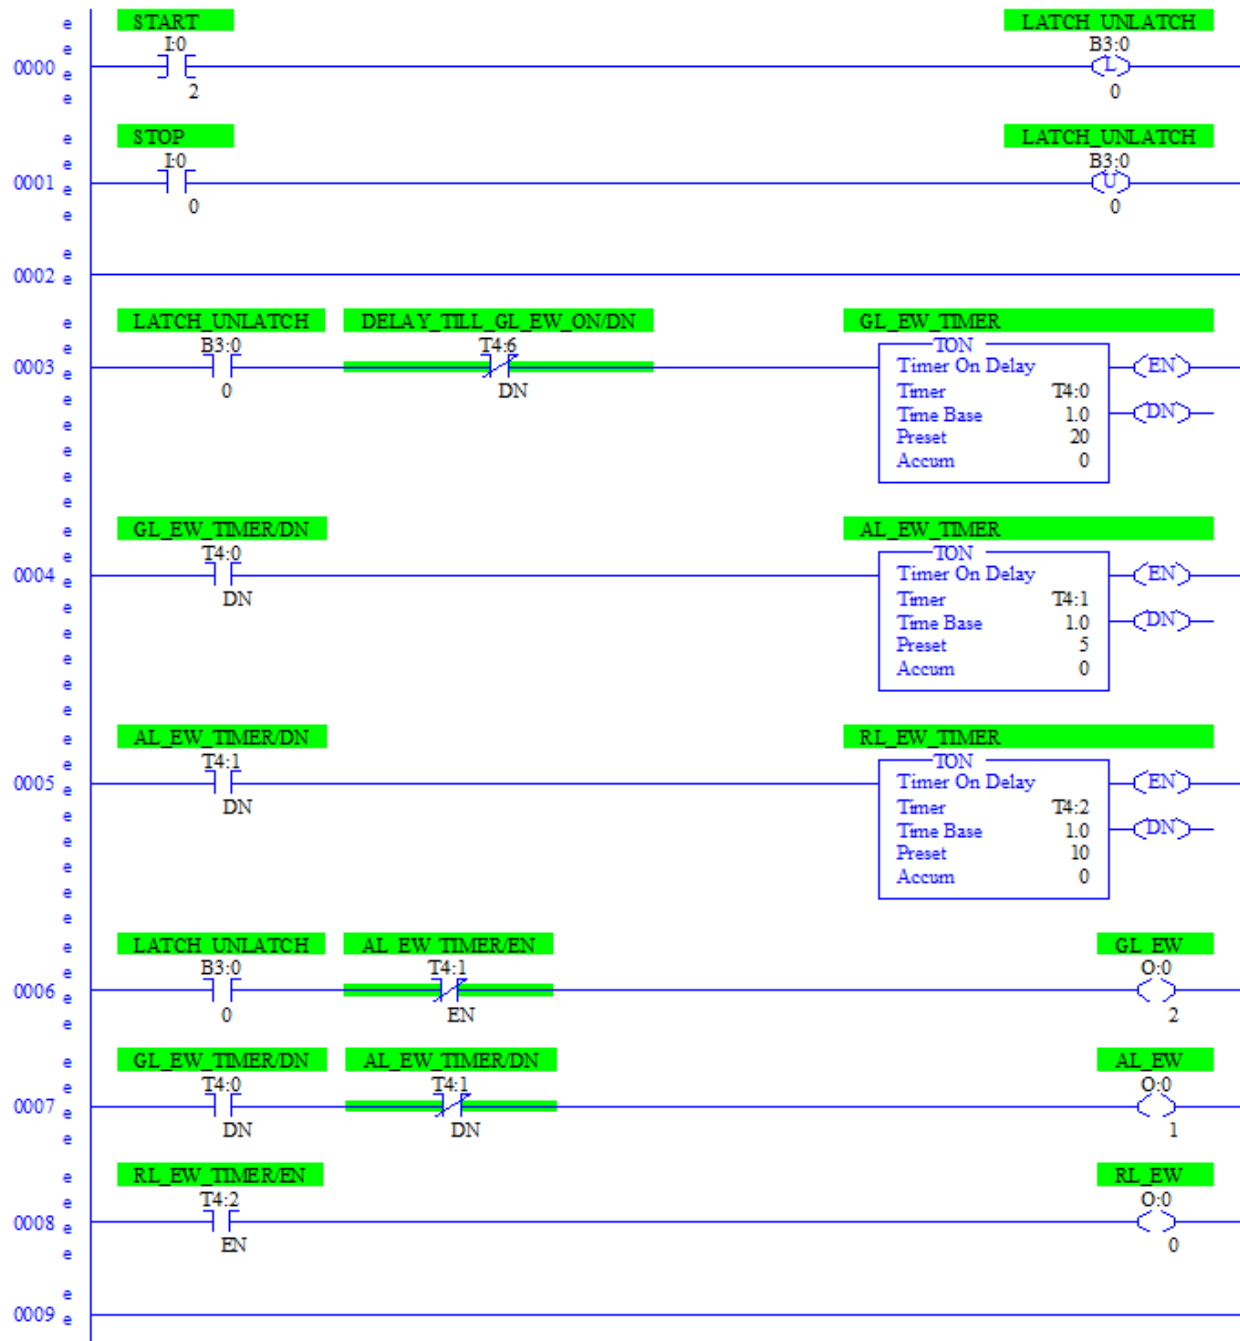 e START LATCH_UNLATCH
e I:0 B3:0
0000 e L
e 2 0
e STOP LATCH_UNLATCH
e I:0 B3:0
0001 e U
e 0 0
e
0002 e
e LATCH_UNLATCH DELAY_TILL_GL_EW_ON/DN GL_EW_TIMER
e B3:0 T4:6 TON
0003 e Timer On Delay EN
e 0 DN Timer T4:0
e Time Base 1.0 DN
e Preset 20
e Accum 0
e
e GL_EW_TIMER/DN AL_EW_TIMER
e T4:0 TON
0004 e Timer On Delay EN
e DN Timer T4:1
e Time Base 1.0 DN
e Preset 5
e Accum 0
e
e AL_EW_TIMER/DN RL_EW_TIMER
e T4:1 TON
0005 e Timer On Delay EN
e DN Timer T4:2
e Time Base 1.0 DN
e Preset 10
e Accum 0
e
e LATCH_UNLATCH AL_EW_TIMER/EN GL_EW
e B3:0 T4:1 O:0
0006 e
e 0 EN 2
e GL_EW_TIMER/DN AL_EW_TIMER/DN AL_EW
e T4:0 T4:1 O:0
0007 e
e DN DN 1
e RL_EW_TIMER/EN RL_EW
e T4:2 O:0
0008 e
e EN 0
e
0009 e